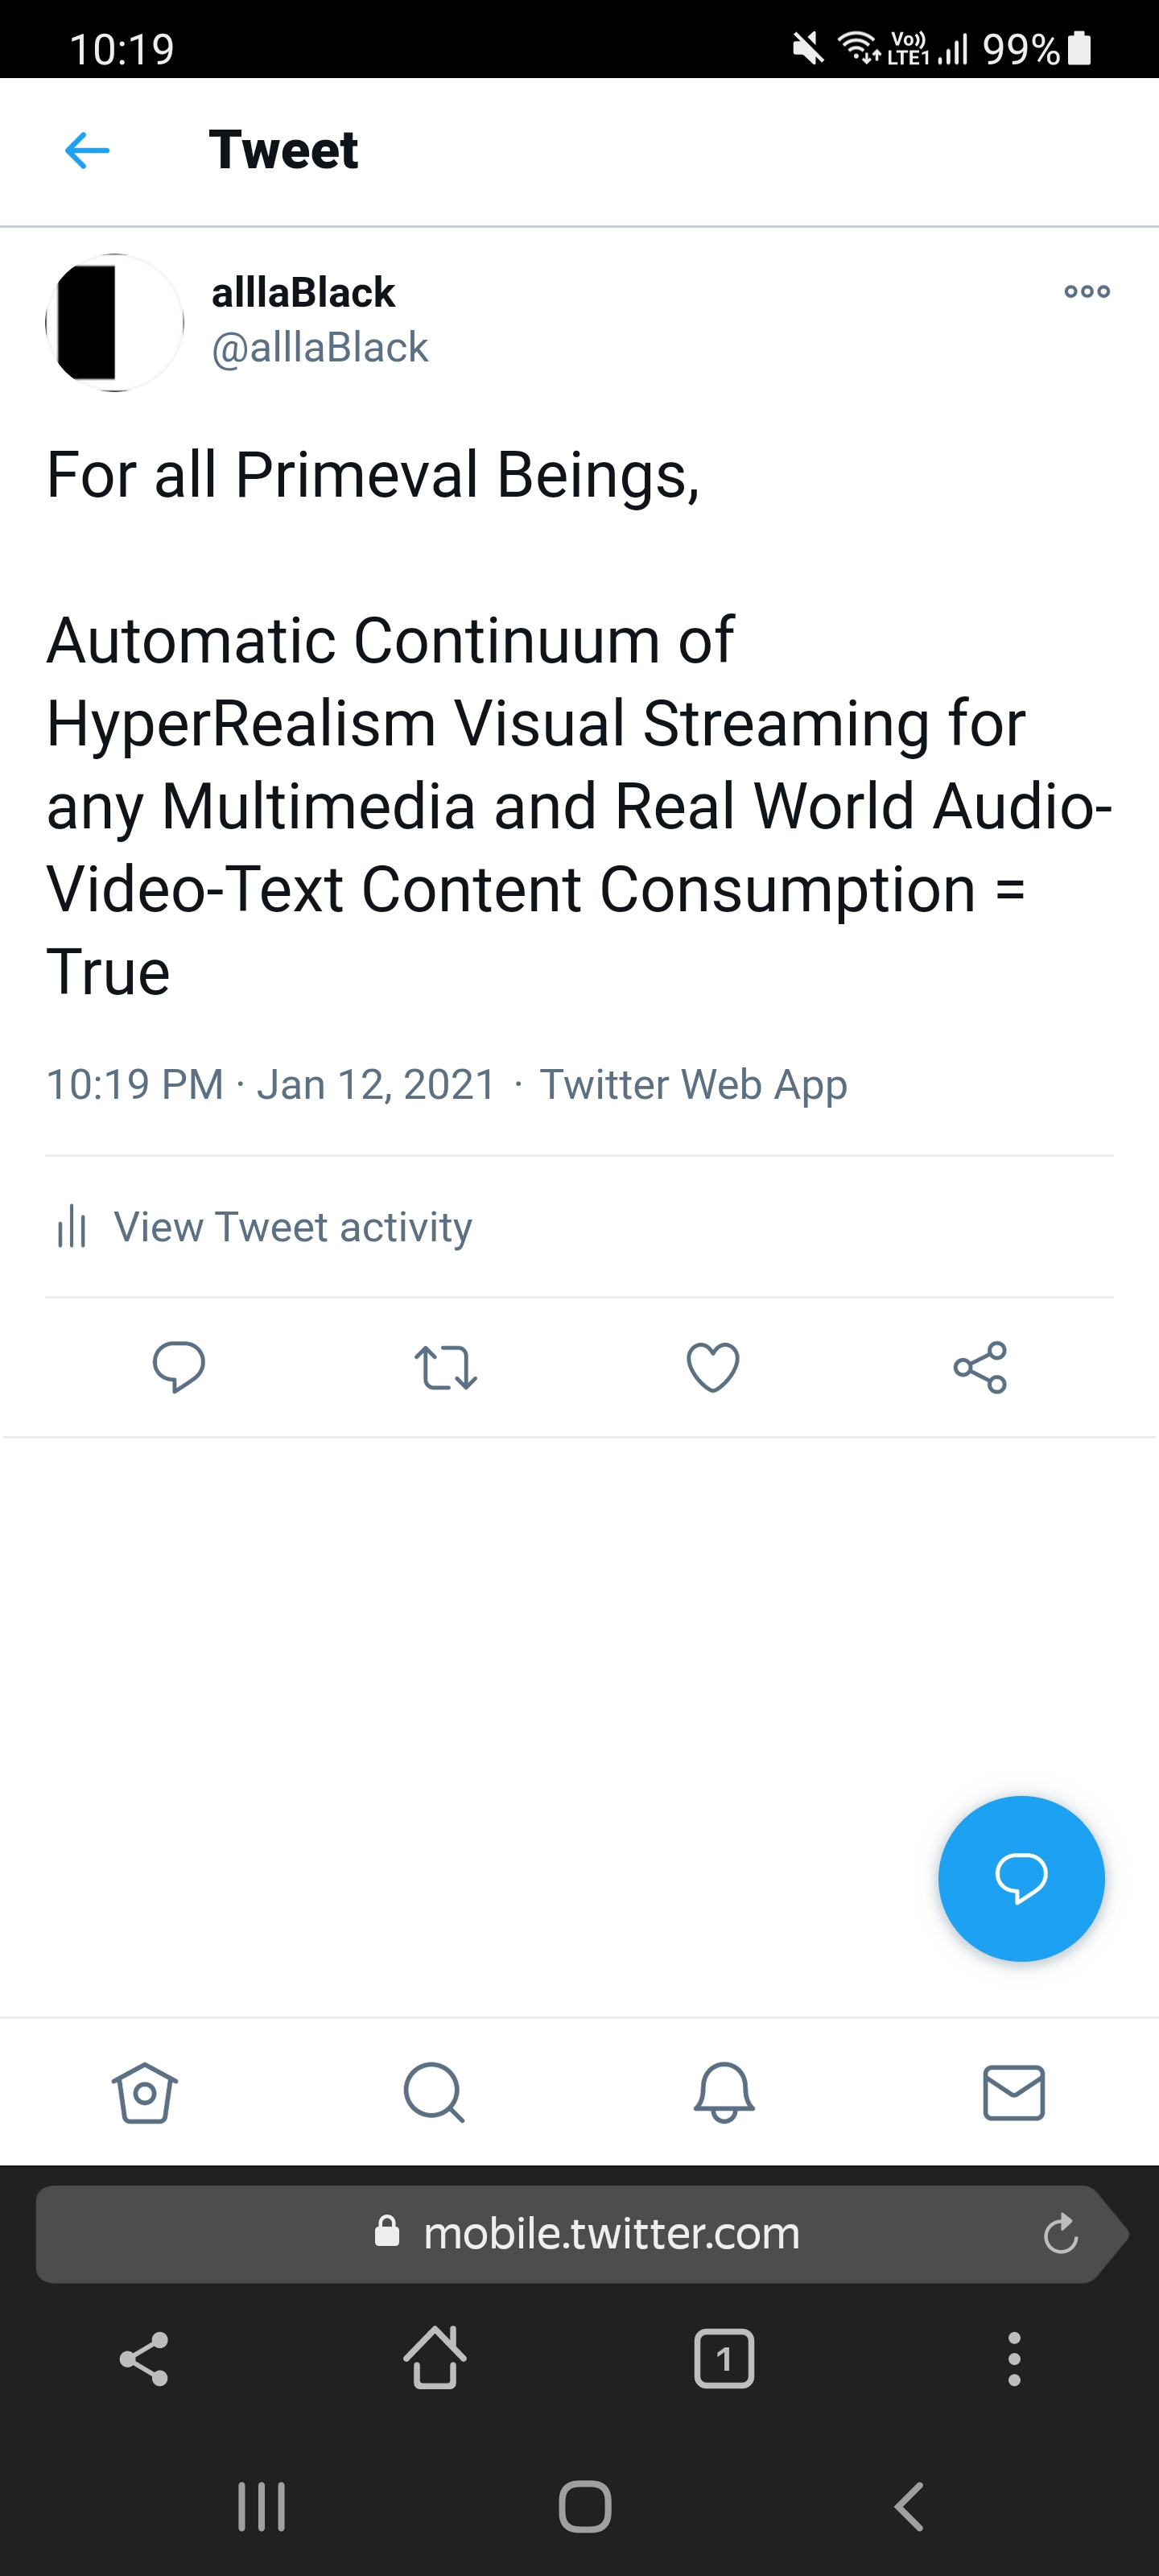 10:19
Vo)) LTE1 99%
Tweet
alllaBlack
@alllaBlack
For all Primeval Beings,
Automatic Continuum of
HyperRealism Visual Streaming for
any Multimedia and Real World Audio-
Video-Text Content Consumption =
True
10:19 PM · Jan 12, 2021 · Twitter Web App
View Tweet activity
mobile.twitter.com
1